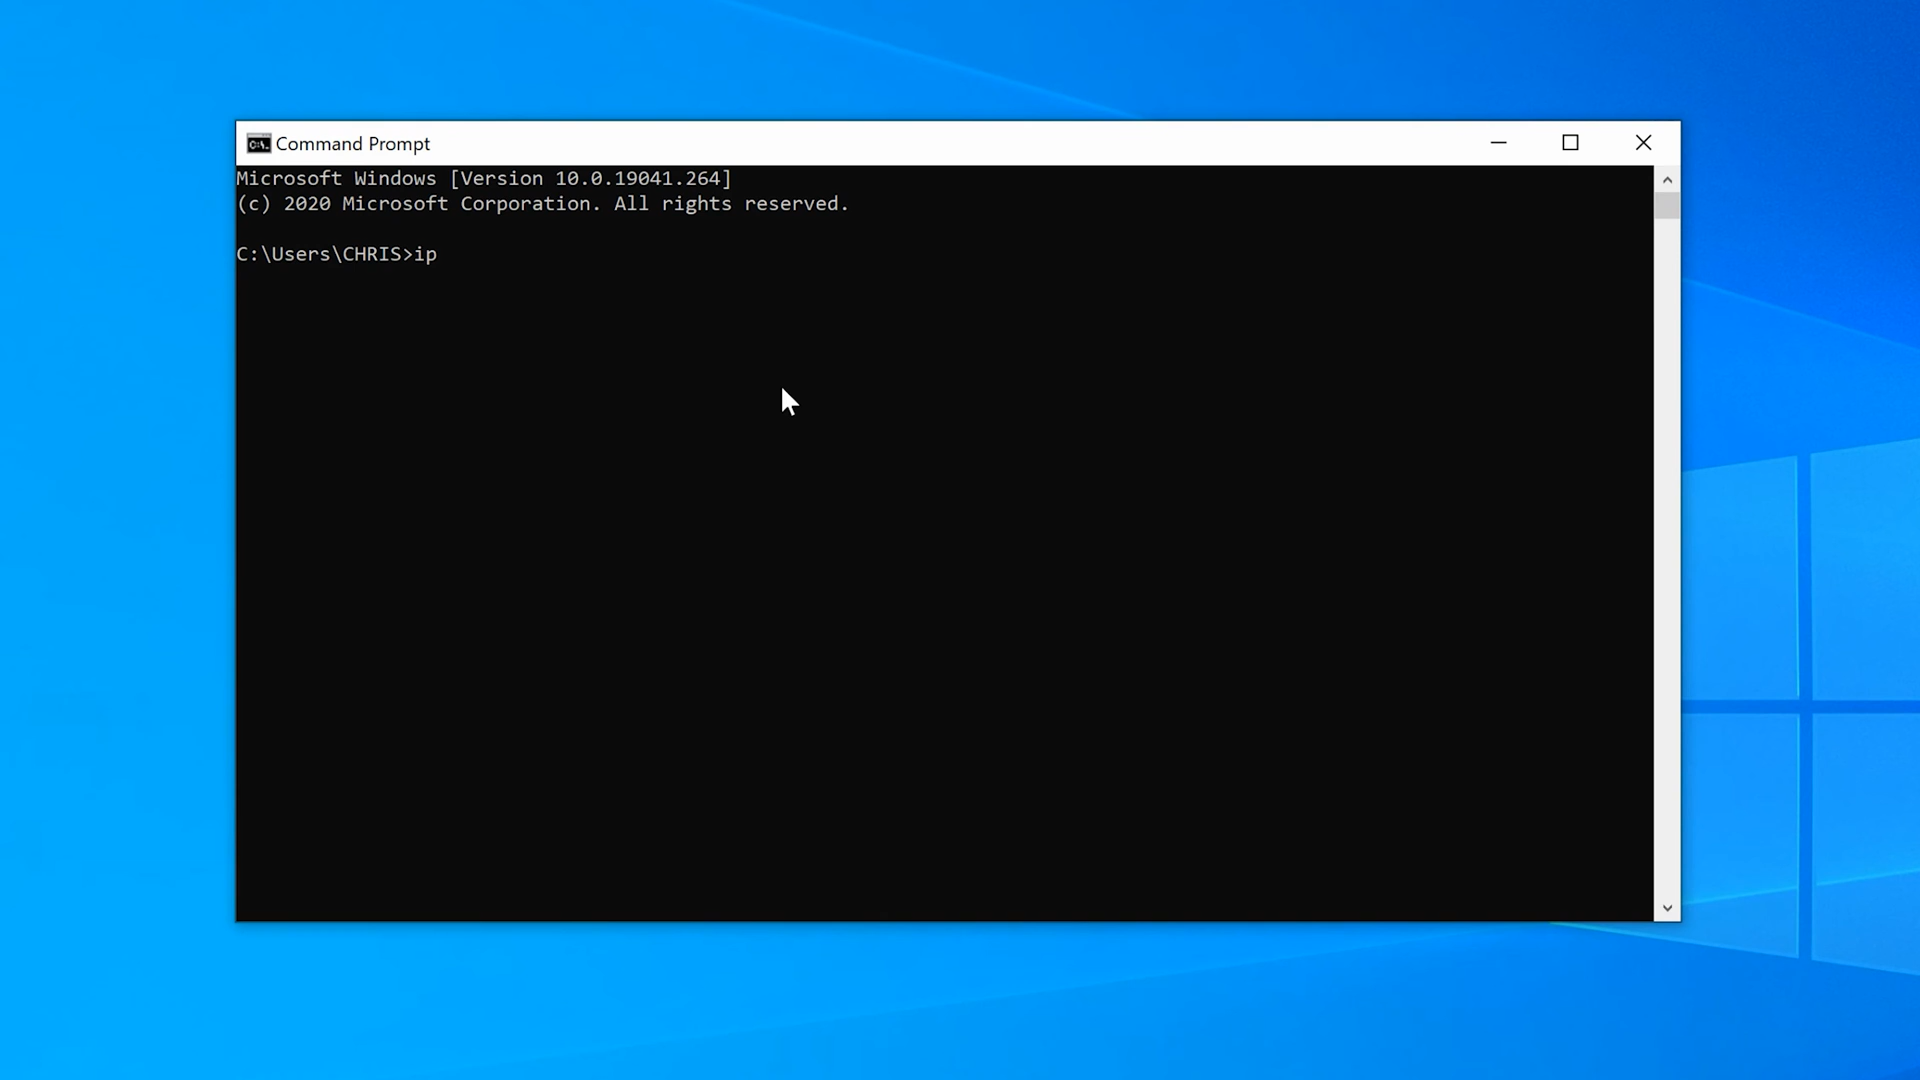 Command Prompt
Microsoft Windows [Version 10.0.19041.264]
(c) 2020 Microsoft Corporation. All rights reserved.
C:\Users\CHRIS>ip